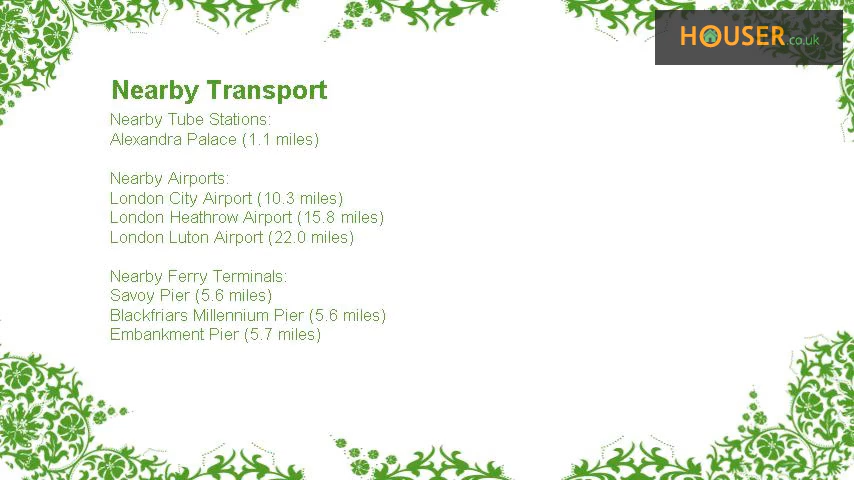 HOUSER.co.uk
Nearby Transport
Nearby Tube Stations:
Alexandra Palace (1.1 miles)
Nearby Airports:
London City Airport (10.3 miles)
London Heathrow Airport (15.8 miles)
London Luton Airport (22.0 miles)
Nearby Ferry Terminals:
Savoy Pier (5.6 miles)
Blackfriars Millennium Pier (5.6 miles)
Embankment Pier (5.7 miles)